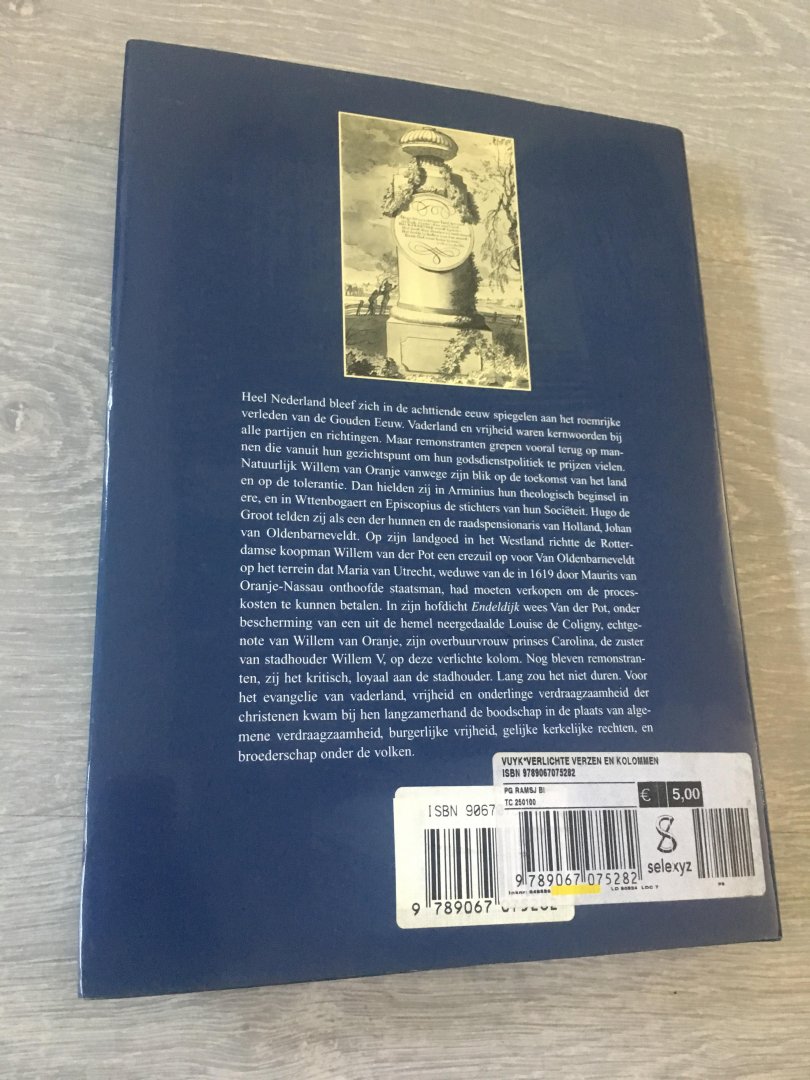 Heel Nederland bleef zich in de achttiende eeuw spiegelen aan het roemrijke
verleden van de Gouden Eeuw. Vaderland en vrijheid waren kernwoorden bij
alle partijen en richtingen. Maar remonstranten grepen vooral terug op man-
nen die vanuit hun gezichtspunt om hun godsdienstpolitiek te prijzen vielen.
Natuurlijk Willem van Oranje vanwege zijn blik op de toekomst van het land
en op de tolerantie. Dan hielden zij in Arminius hun theologisch beginsel in
ere, en in Wttenbogaert en Episcopius de stichters van hun Sociëteit. Hugo de
Groot telden zij als een der hunnen en de raadspensionaris van Holland, Johan
van Oldenbarneveldt. Op zijn landgoed in het Westland richtte de Rotter-
damse koopman Willem van der Pot een erezuil op voor Van Oldenbarneveldt
op het terrein dat Maria van Utrecht, weduwe van de in 1619 door Maurits van
Oranje-Nassau onthoofde staatsman, had moeten verkopen om de proces-
kosten te kunnen betalen. In zijn hofdicht Endeldijk wees Van der Pot, onder
bescherming van een uit de hemel neergedaalde Louise de Coligny, echtge-
note van Willem van Oranje, zijn overbuurvrouw prinses Carolina, de zuster
van stadhouder Willem V, op deze verlichte kolom. Nog bleven remonstran-
ten, zij het kritisch, loyaal aan de stadhouder. Lang zou het niet duren. Voor
het evangelie van vaderland, vrijheid en onderlinge verdraagzaamheid der
christenen kwam bij hen langzamerhand de boodschap in de plaats van alge-
mene verdraagzaamheid, burgerlijke vrijheid, gelijke kerkelijke rechten, en
broederschap onder de volken.
VUYK*VERLICHTE VERZEN EN KOLOMMEN
ISBN 9789067075282
PG RAMSJ BI
TC 250100
€ 5,00
ISBN 9067
selexyz
9 789067 075282
9 789067 075282